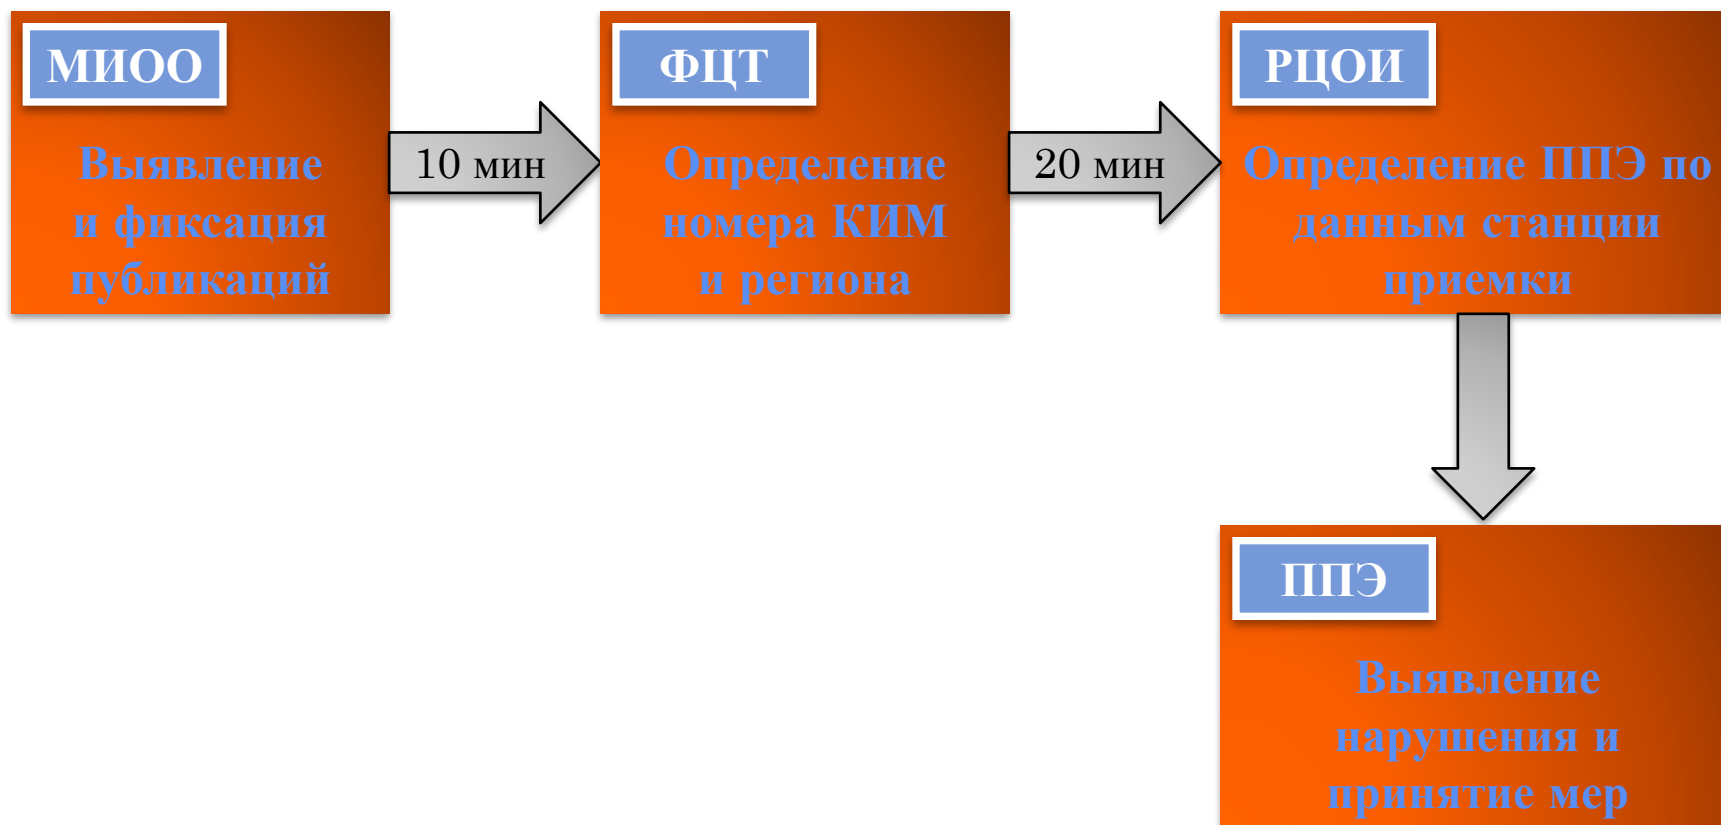 МИОО
Выявление
и фиксация
публикаций
10 мин
ФЦТ
Определение
номера КИМ
и региона
20 мин
РЦОИ
Определение ППЭ по
данным станции
приемки
ППЭ
Выявление
нарушения и
принятие мер